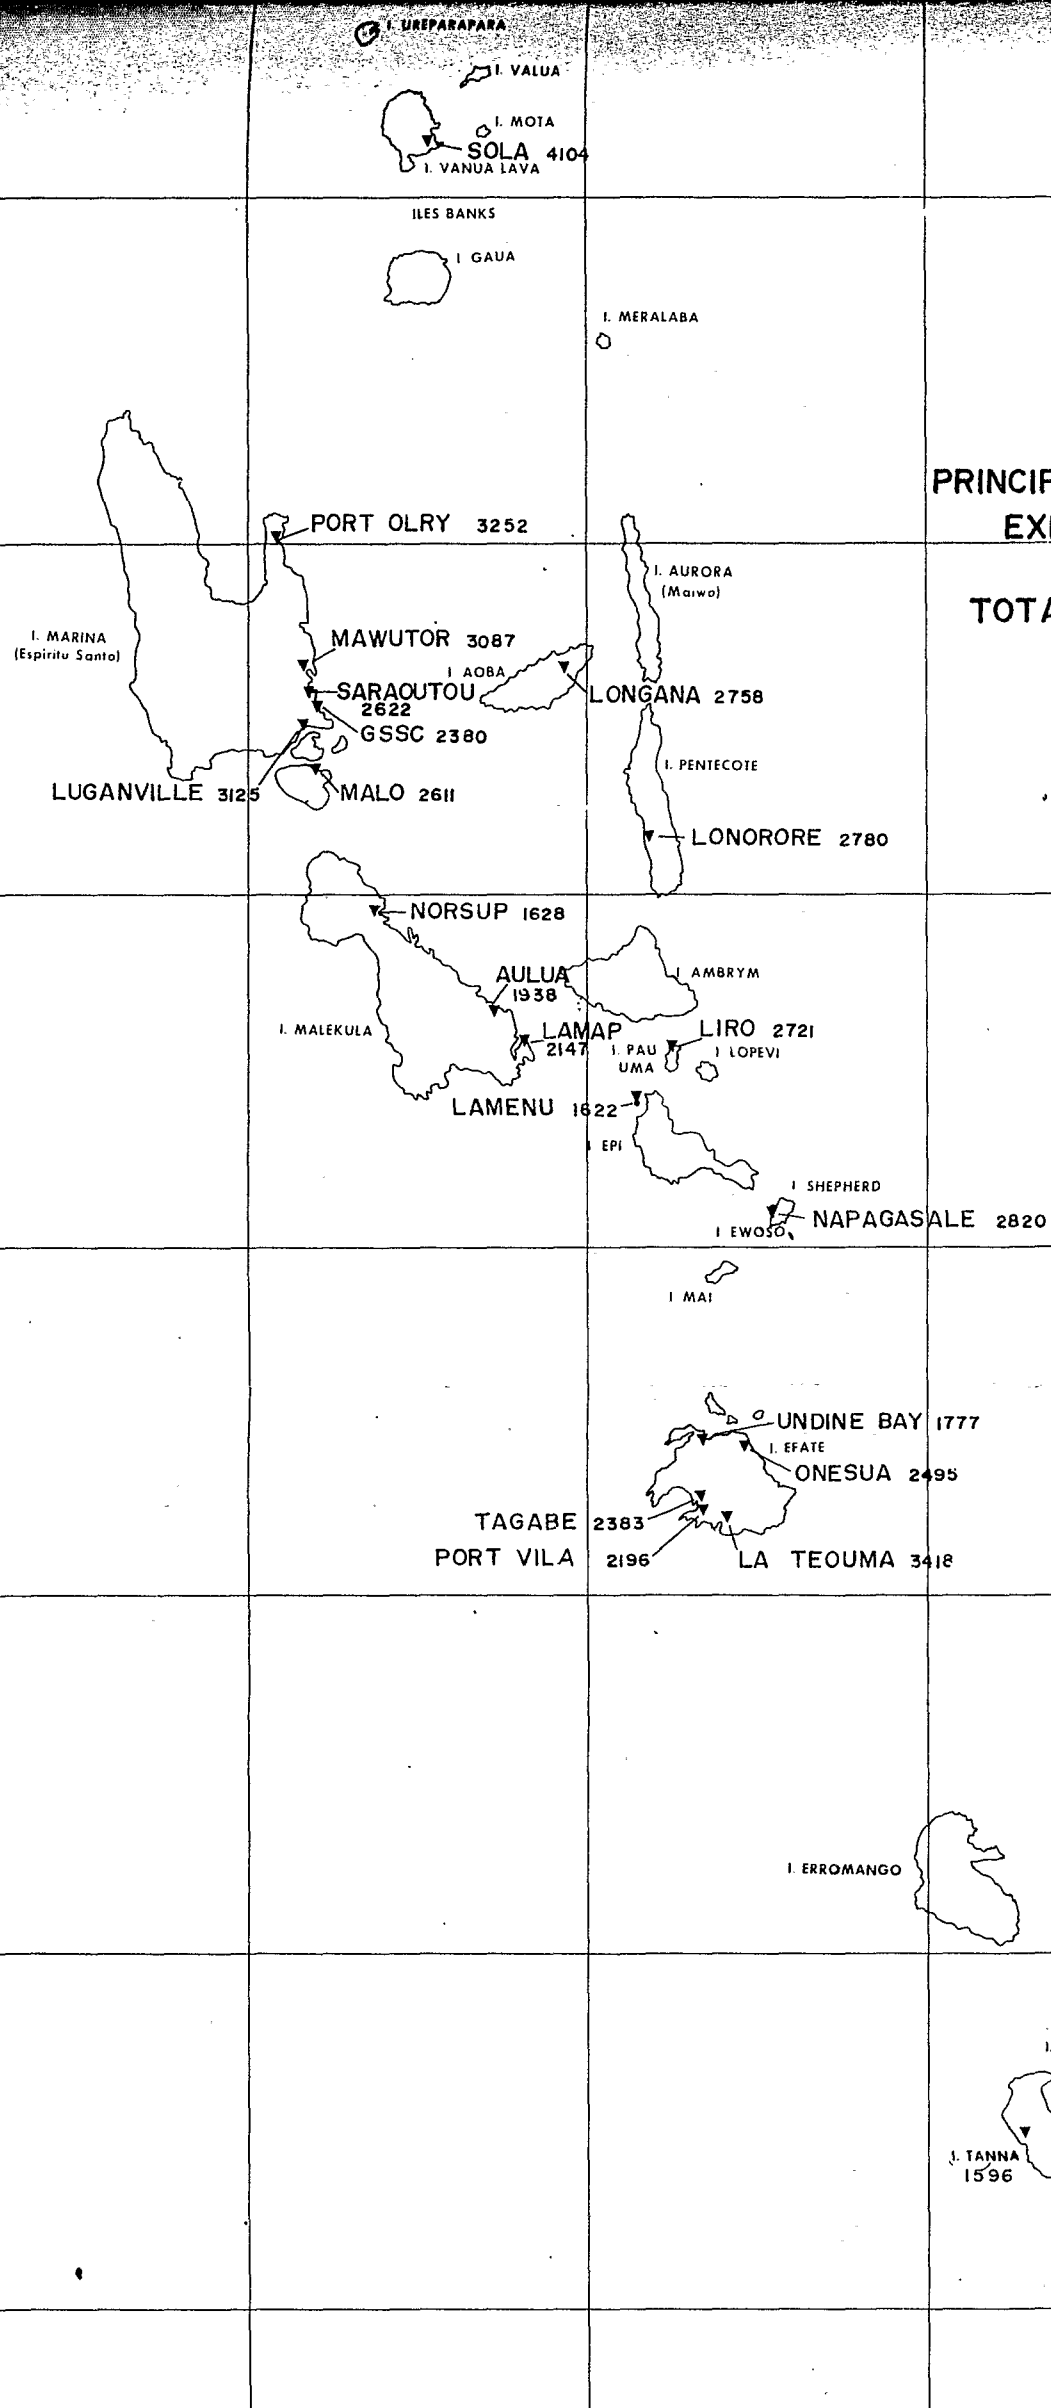 I. UREPARAPARA
I. VALUA
I. MOTA
SOLA 4104
I. VANUA LAVA
ILES BANKS
I GAUA
I. MERALABA
PRINCIP
PORT OLRY 3252
EX
I. AURORA
(Maiwo)
TOTA
I. MARINA
(Espiritu Santo)
MAWUTOR 3087
I AOBA
SARAOUTOU
2622
LONGANA 2758
GSSC 2380
I. PENTECOTE
LUGANVILLE 3125
MALO 2611
LONORORE 2780
NORSUP 1628
AULUA
1938
I AMBRYM
I. MALEKULA
LAMAP
2147
LIRO 2721
I. PAU
UMA
I LOPEVI
LAMENU 1622
I EPI
I SHEPHERD
NAPAGASALE 2820
I EWOSO
I MAI
UNDINE BAY 1777
I. EFATE
ONESUA 2495
TAGABE 2383
PORT VILA 2196
LA TEOUMA 3418
I. ERROMANGO
I.
I. TANNA
1596